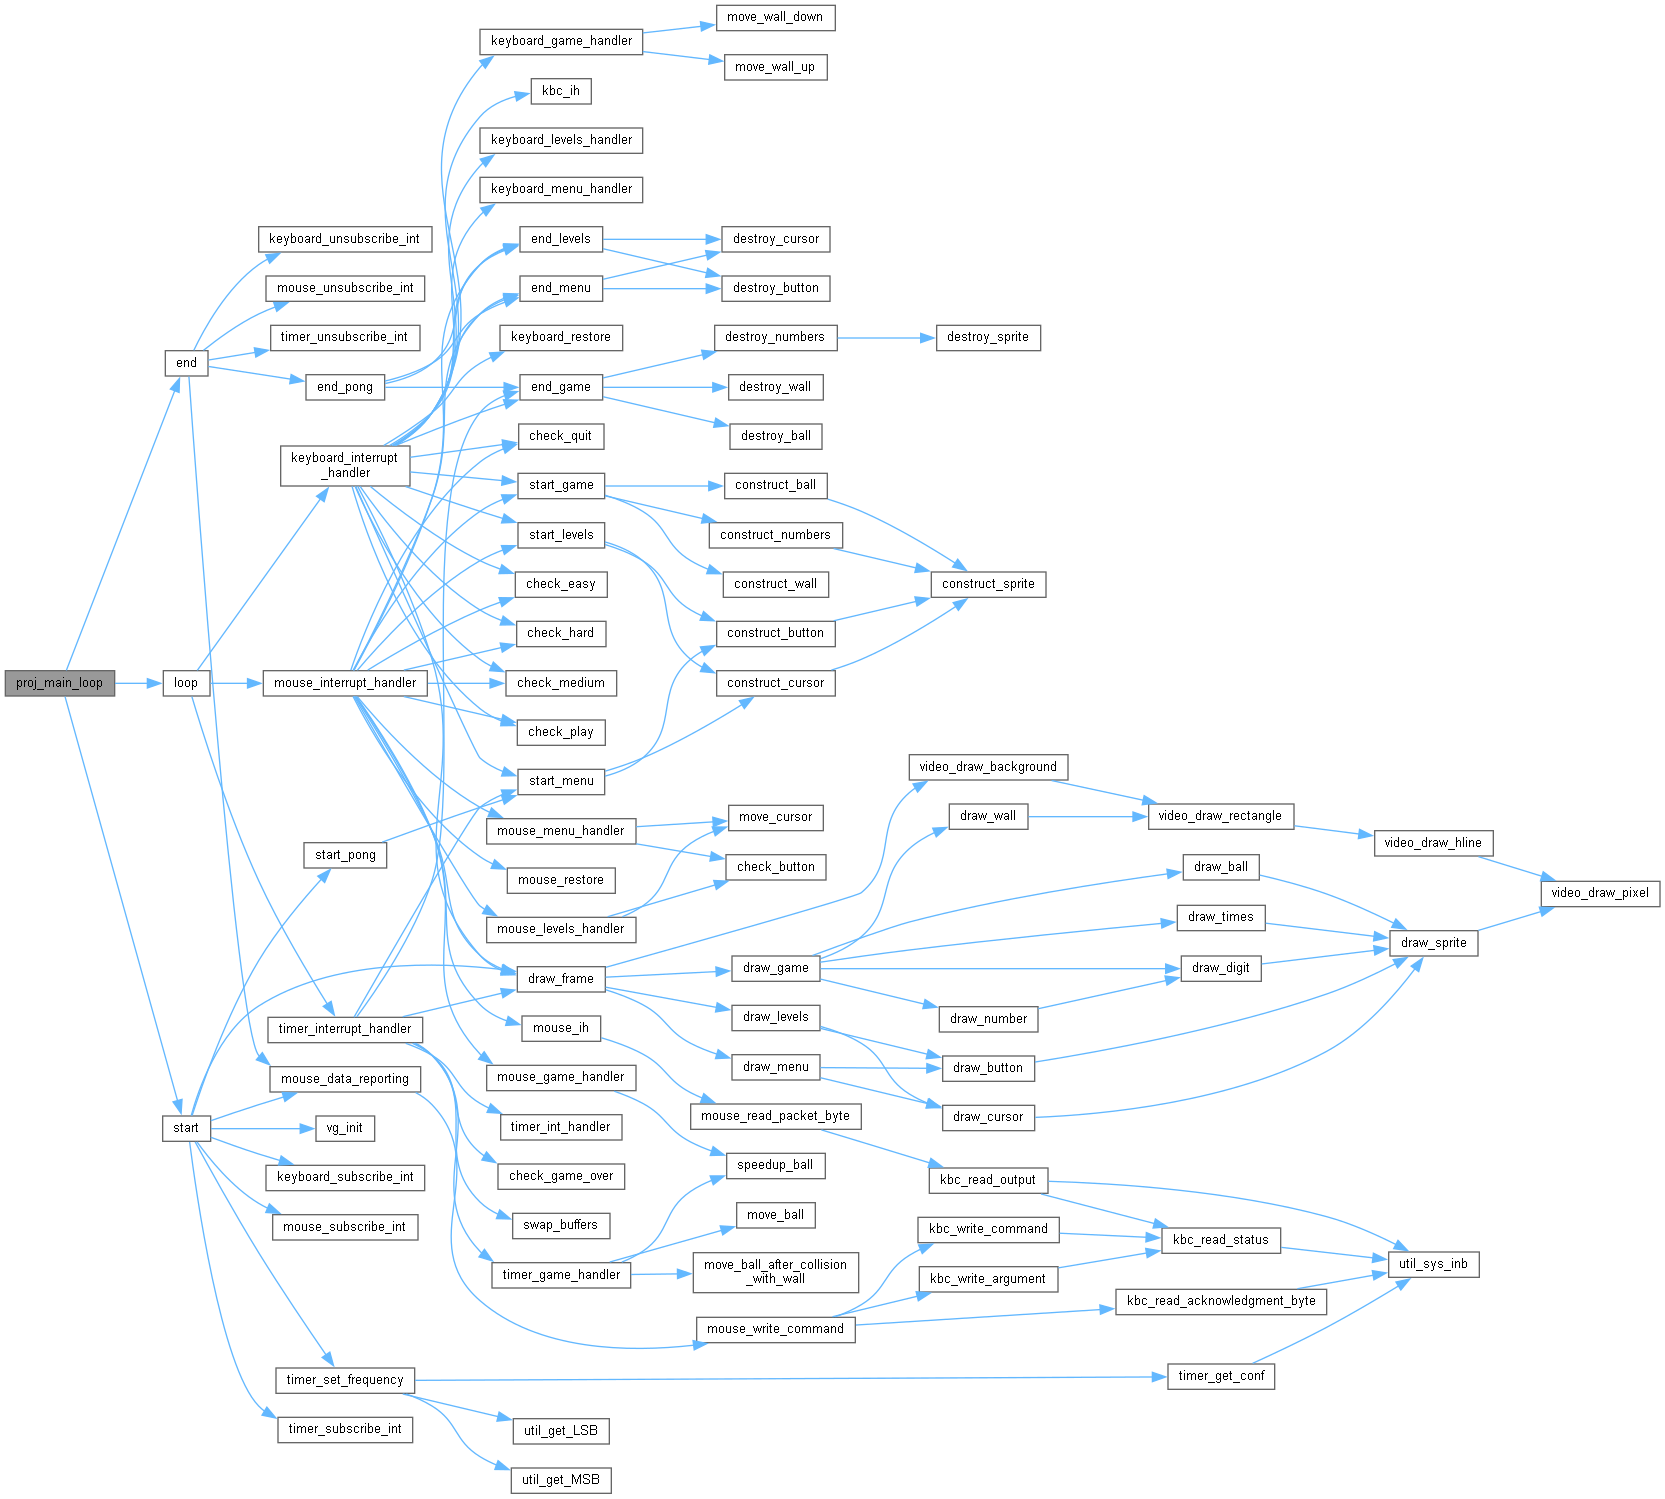 proj_main_loop
end
loop
start
keyboard_unsubscribe_int
mouse_unsubscribe_int
timer_unsubscribe_int
end_pong
keyboard_interrupt
_handler
mouse_interrupt_handler
start_pong
timer_interrupt_handler
mouse_data_reporting
vg_init
keyboard_subscribe_int
mouse_subscribe_int
timer_set_frequency
timer_subscribe_int
keyboard_game_handler
kbc_ih
keyboard_levels_handler
keyboard_menu_handler
end_levels
end_menu
keyboard_restore
end_game
check_quit
start_game
start_levels
check_easy
check_hard
check_medium
check_play
start_menu
mouse_menu_handler
mouse_restore
mouse_levels_handler
draw_frame
mouse_ih
mouse_game_handler
timer_int_handler
check_game_over
swap_buffers
timer_game_handler
util_get_LSB
util_get_MSB
move_wall_down
move_wall_up
destroy_cursor
destroy_button
destroy_numbers
destroy_wall
destroy_ball
construct_ball
construct_numbers
construct_wall
construct_button
construct_cursor
move_cursor
check_button
draw_game
draw_levels
draw_menu
mouse_read_packet_byte
speedup_ball
move_ball
move_ball_after_collision
_with_wall
mouse_write_command
destroy_sprite
construct_sprite
video_draw_background
draw_wall
draw_number
draw_button
draw_cursor
kbc_read_output
kbc_write_command
kbc_write_argument
video_draw_rectangle
draw_ball
draw_times
draw_digit
kbc_read_status
kbc_read_acknowledgment_byte
timer_get_conf
video_draw_hline
draw_sprite
util_sys_inb
video_draw_pixel